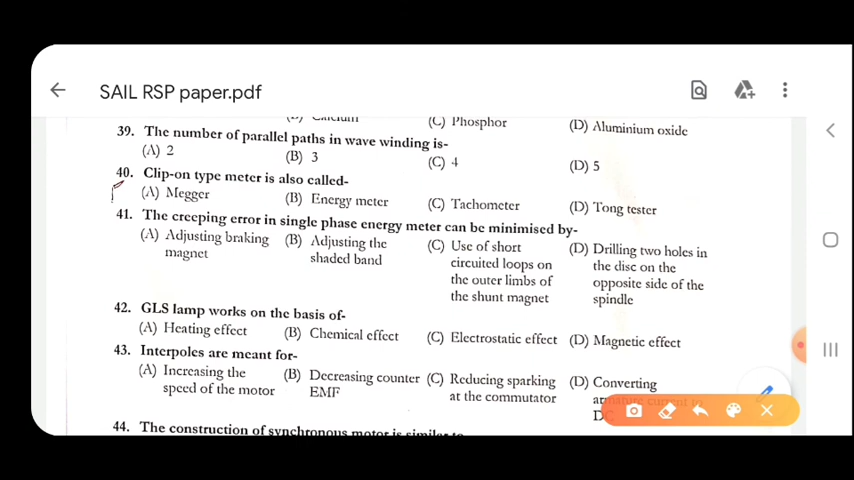 SAIL RSP paper.pdf
(C) Phosphor (D) Aluminium oxide
39. The number of parallel paths in wave winding is-
(A) 2 (B) 3 (C) 4 (D) 5
40. Clip-on type meter is also called-
(A) Megger (B) Energy meter (C) Tachometer (D) Tong tester
41. The creeping error in single phase energy meter can be minimised by-
(A) Adjusting braking (B) Adjusting the (C) Use of short (D) Drilling two holes in
magnet shaded band circuited loops on the disc on the
the outer limbs of opposite side of the
the shunt magnet spindle
42. GLS lamp works on the basis of-
(A) Heating effect (B) Chemical effect (C) Electrostatic effect (D) Magnetic effect
43. Interpoles are meant for-
(A) Increasing the (B) Decreasing counter (C) Reducing sparking (D) Converting
speed of the motor EMF at the commutator
44. The construction of synchronous motor is similar to